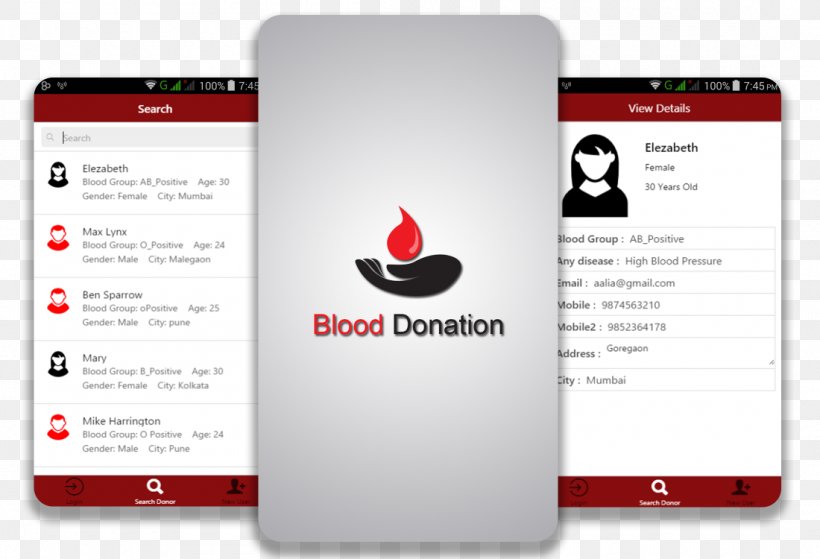 100% 7:45
Search
Search
Elezabeth
Blood Group: AB_Positive Age: 30
Gender: Female City: Mumbai
Max Lynx
Blood Group: O_Positive Age: 24
Gender: Male City: Malegaon
Ben Sparrow
Blood Group: oPositive Age: 25
Gender: Male City: pune
Mary
Blood Group: B_Positive Age: 30
Gender: Female City: Kolkata
Mike Harrington
Blood Group: O Positive Age: 24
Gender: Male City: Pune
Login Search Donor New User
Blood Donation
G 100% 7:45 PM
View Details
Elezabeth
Female
30 Years Old
Blood Group : AB_Positive
Any disease : High Blood Pressure
Email : aalia@gmail.com
Mobile : 9874563210
Mobile2 : 9852364178
Address : Goregaon
City : Mumbai
Login Search Donor New User